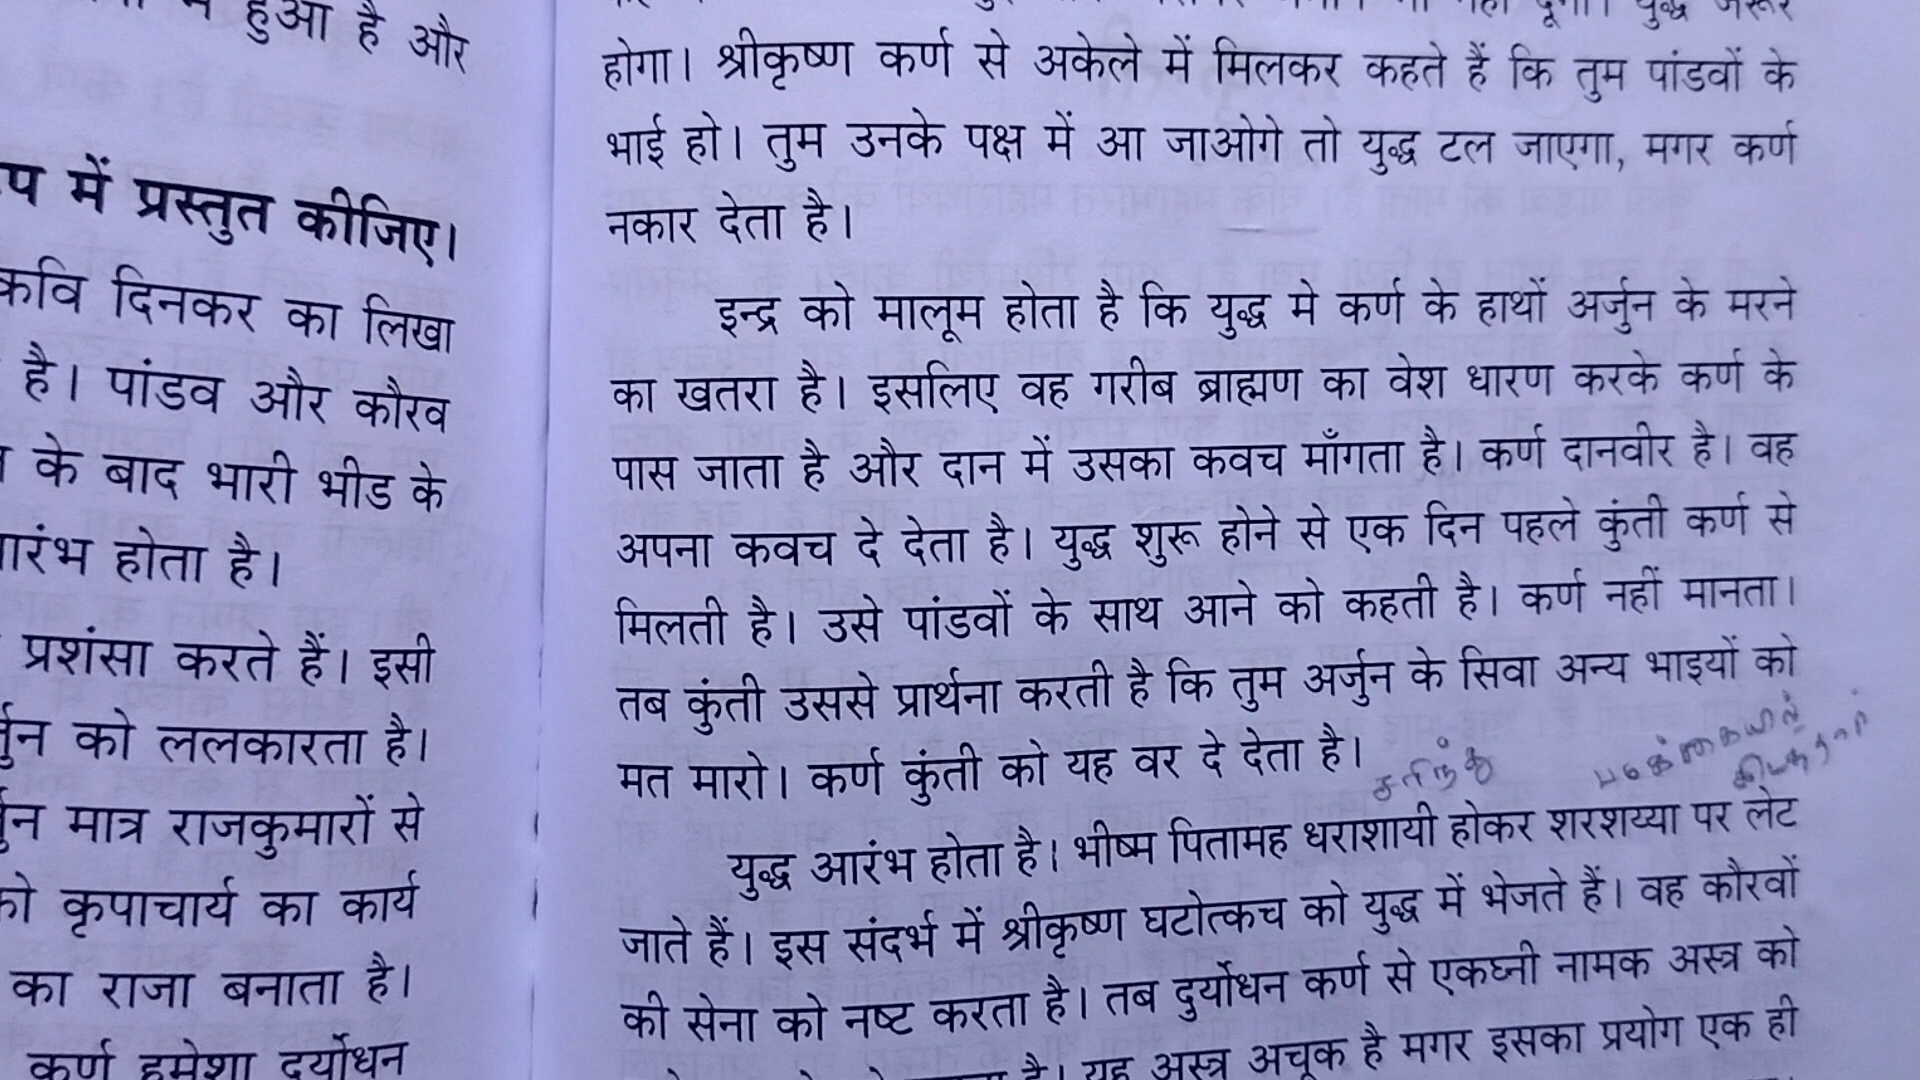 हुआ है और
प में प्रस्तुत कीजिए।
कवि दिनकर का लिखा
है। पांडव और कौरव
के बाद भारी भीड के
ारंभ होता है।
प्रशंसा करते हैं। इसी
र्जुन को ललकारता है।
र्जुन मात्र राजकुमारों से
को कृपाचार्य का कार्य
का राजा बनाता है।
कर्ण हमेशा दुर्योधन
युद्ध जरूर
होगा। श्रीकृष्ण कर्ण से अकेले में मिलकर कहते हैं कि तुम पांडवों के
भाई हो। तुम उनके पक्ष में आ जाओगे तो युद्ध टल जाएगा, मगर कर्ण
नकार देता है।
इन्द्र को मालूम होता है कि युद्ध मे कर्ण के हाथों अर्जुन के मरने
का खतरा है। इसलिए वह गरीब ब्राह्मण का वेश धारण करके कर्ण के
पास जाता है और दान में उसका कवच माँगता है। कर्ण दानवीर है। वह
अपना कवच दे देता है। युद्ध शुरू होने से एक दिन पहले कुंती कर्ण से
मिलती है। उसे पांडवों के साथ आने को कहती है। कर्ण नहीं मानता।
तब कुंती उससे प्रार्थना करती है कि तुम अर्जुन के सिवा अन्य भाइयों को
मत मारो। कर्ण कुंती को यह वर दे देता है।
युद्ध आरंभ होता है। भीष्म पितामह धराशायी होकर शरशय्या पर लेट
जाते हैं। इस संदर्भ में श्रीकृष्ण घटोत्कच को युद्ध में भेजते हैं। वह कौरवों
की सेना को नष्ट करता है। तब दुर्योधन कर्ण से एकघ्नी नामक अस्त्र को
है। यह अस्त्र अचूक है मगर इसका प्रयोग एक ही